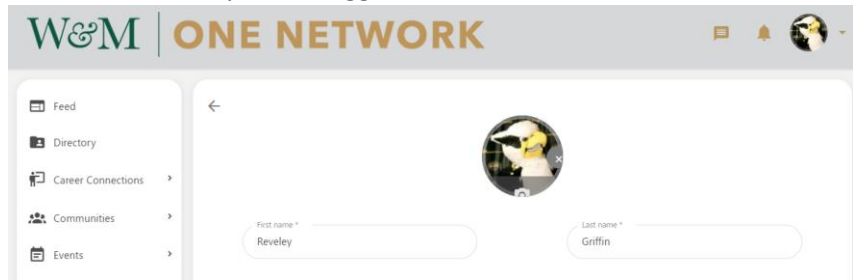 W&M | ONE NETWORK
Feed
Directory
Career Connections
Communities
Events
First name *
Reveley
Last name *
Griffin